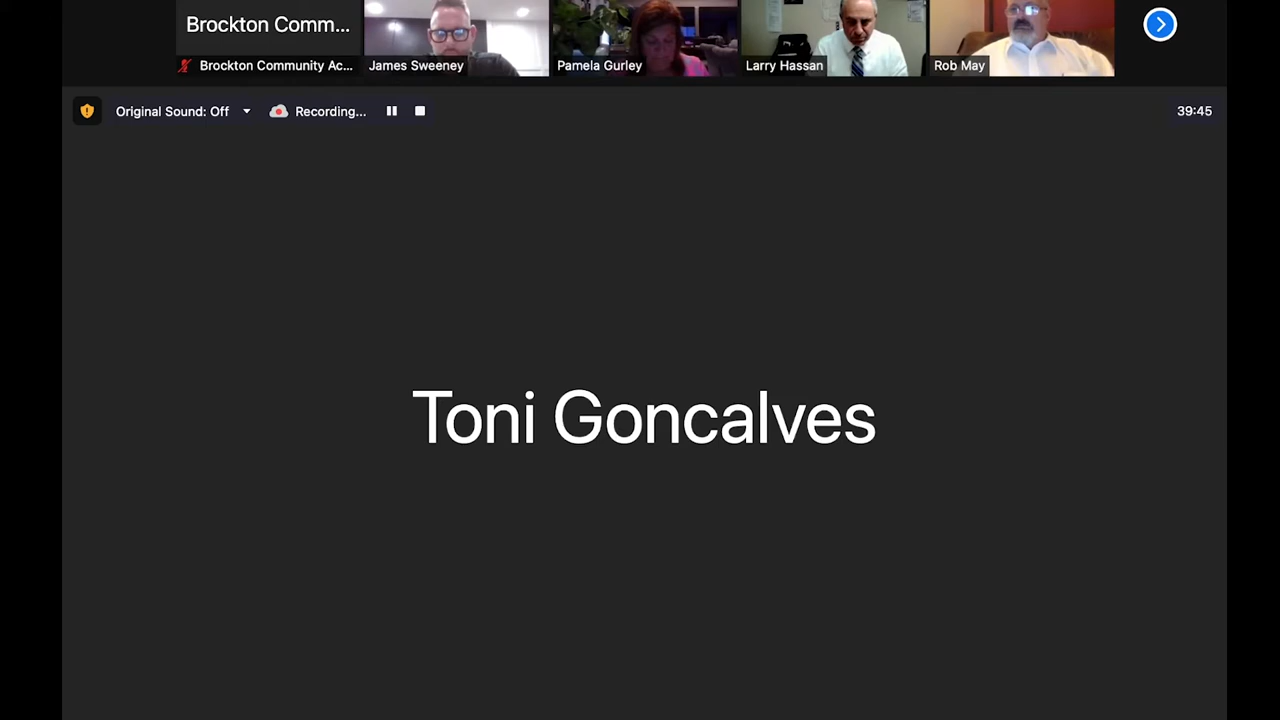 Brockton Comm...
Brockton Community Ac...
James Sweeney
Pamela Gurley
Larry Hassan
Rob May
Original Sound: Off
Recording...
39:45
Toni Goncalves